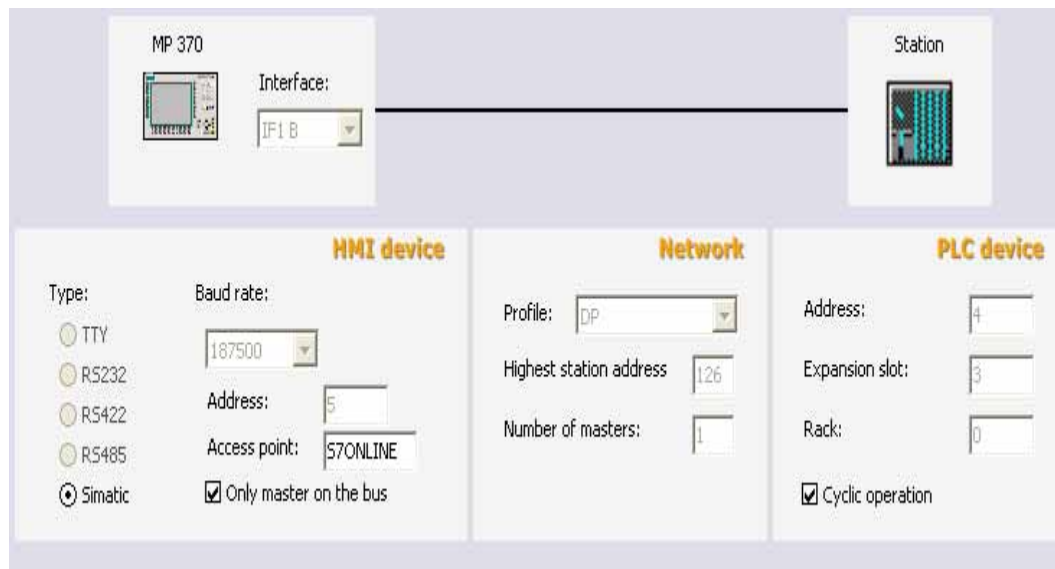 MP 370
Interface:
IF1 B
Station
HMI device
Type:
Baud rate:
TTY
187500
RS232
RS422
Address: 5
RS485
Access point: S7ONLINE
Simatic
Only master on the bus
Network
Profile: DP
Highest station address 126
Number of masters: 1
PLC device
Address: 4
Expansion slot: 3
Rack: 0
Cyclic operation